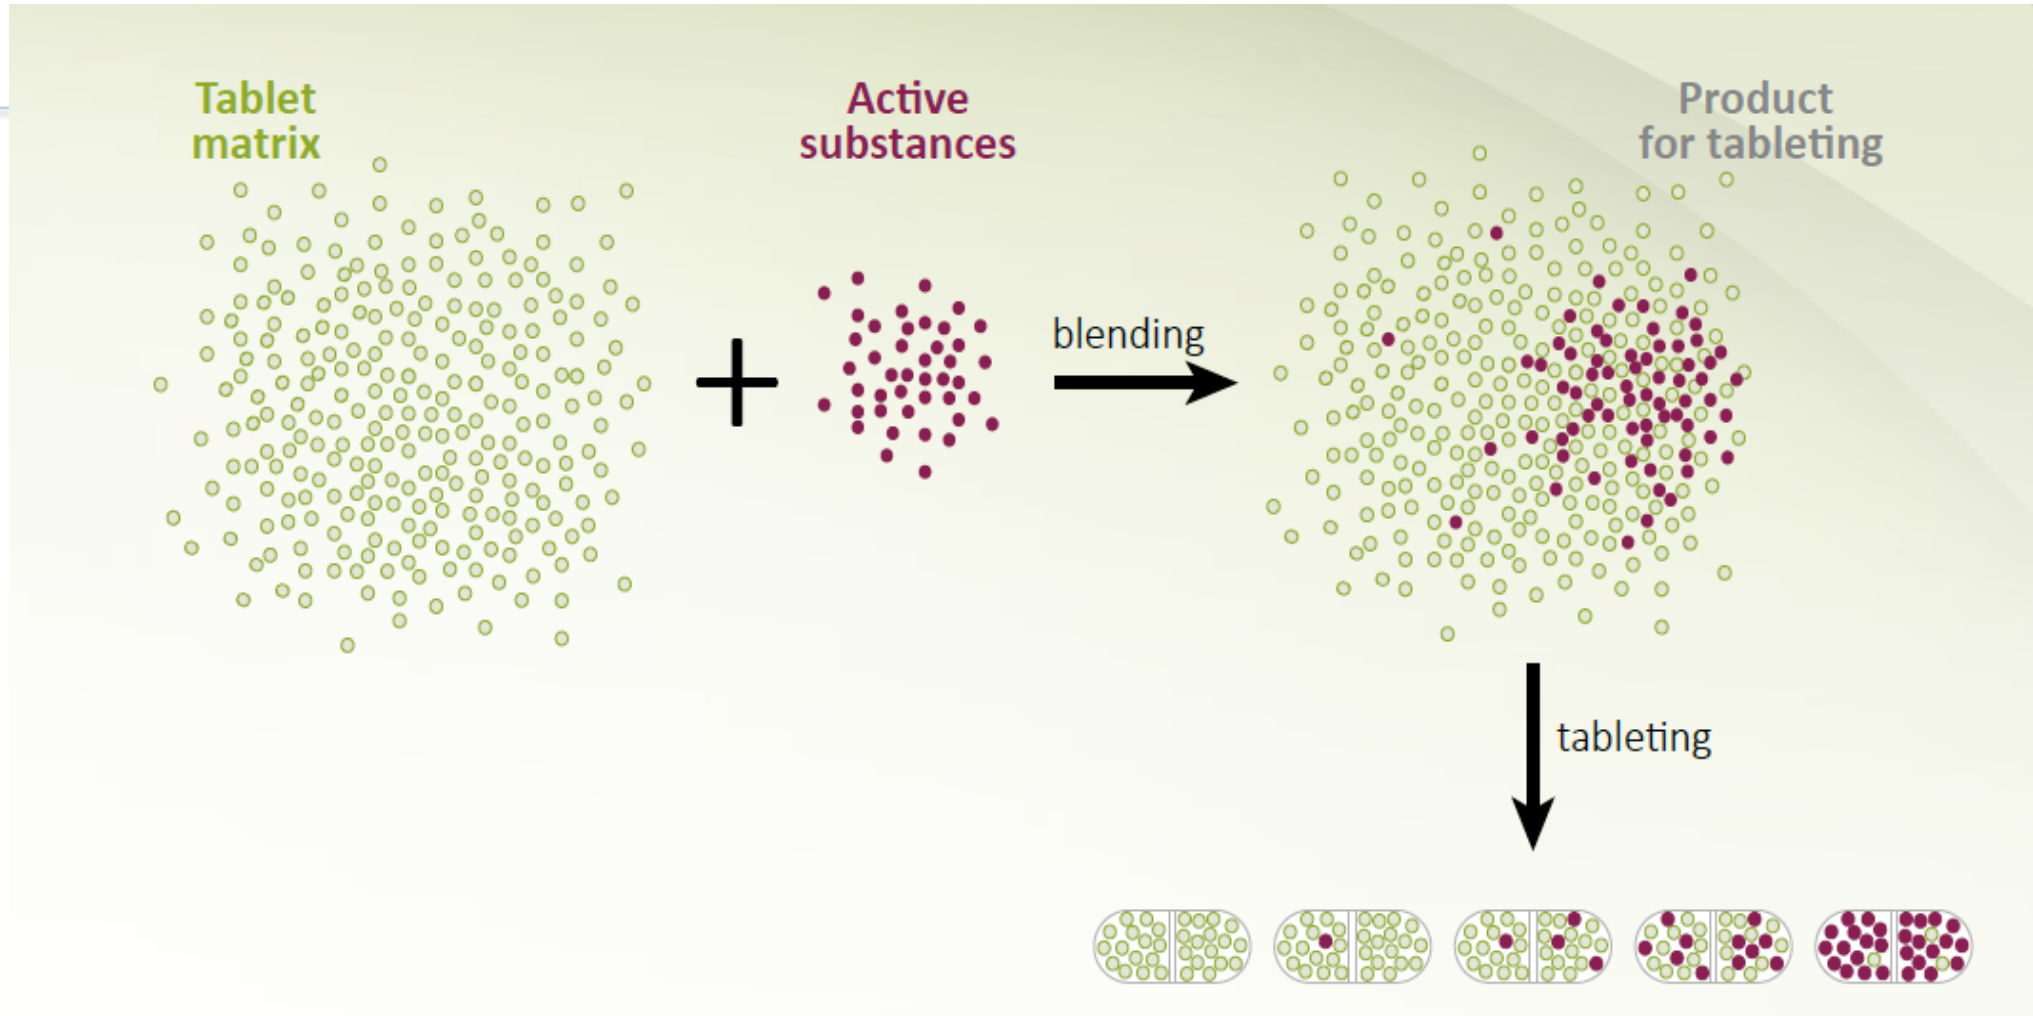 Tablet
matrix
Active
substances
Product
for tableting
blending
tableting